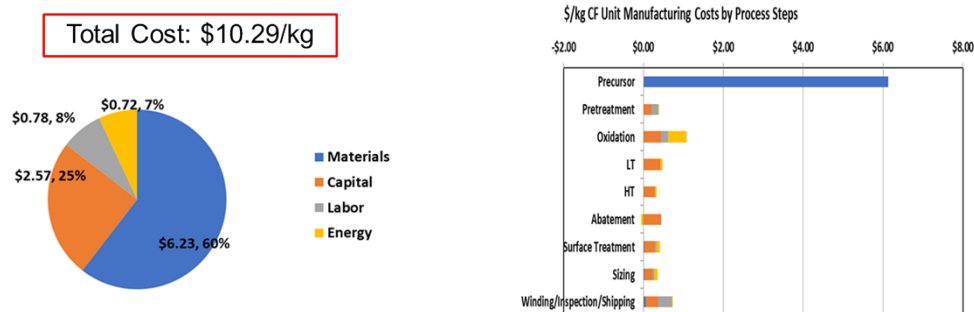 Total Cost: $10.29/kg
$0.72, 7%
$0.78, 8%
$2.57, 25%
$6.23, 60%
Materials
Capital
Labor
Energy
$/kg CF Unit Manufacturing Costs by Process Steps
-$2.00 $0.00 $2.00 $4.00 $6.00 $8.00
Precursor
Pretreatment
Oxidation
LT
HT
Abatement
Surface Treatment
Sizing
Winding/Inspection/Shipping